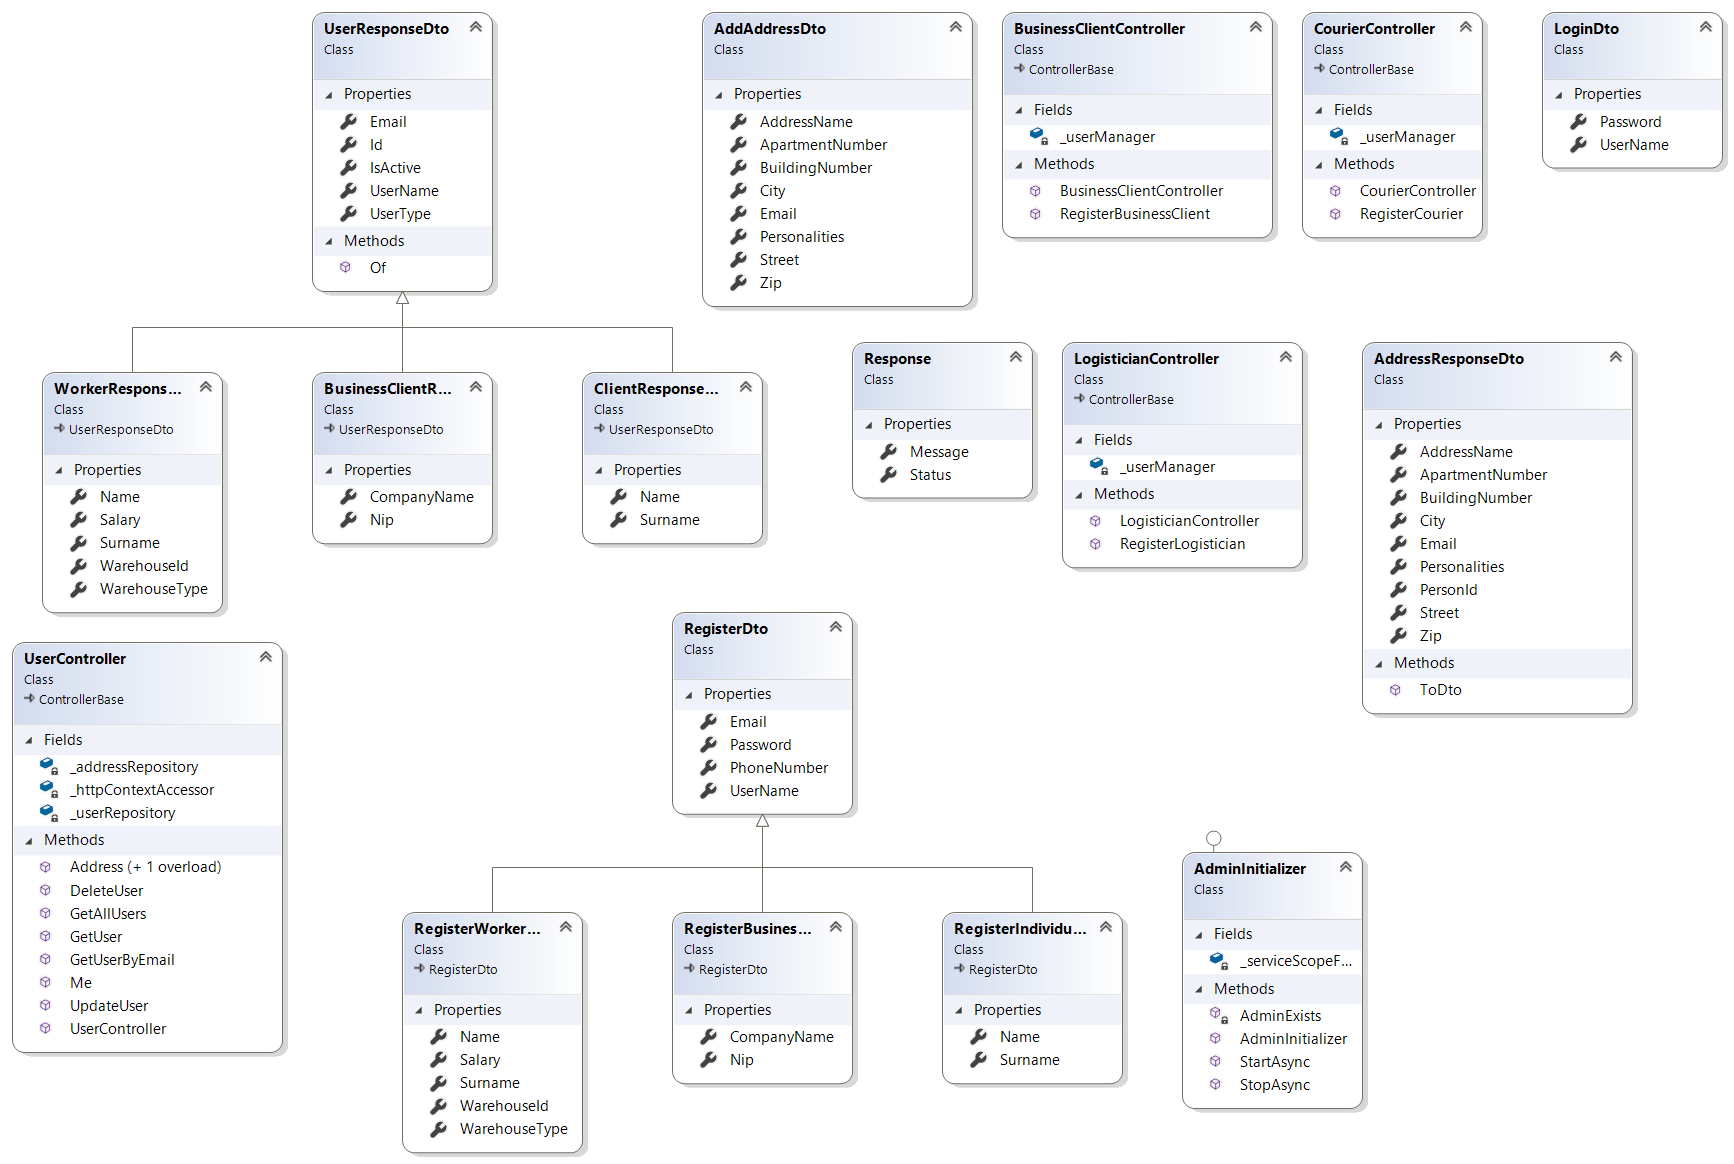 UserResponseDto
Class
Properties
Email
Id
IsActive
UserName
UserType
Methods
Of
AddAddressDto
Class
Properties
AddressName
ApartmentNumber
BuildingNumber
City
Email
Personalities
Street
Zip
BusinessClientController
Class
ControllerBase
Fields
_userManager
Methods
BusinessClientController
RegisterBusinessClient
CourierController
Class
ControllerBase
Fields
_userManager
Methods
CourierController
RegisterCourier
LoginDto
Class
Properties
Password
UserName
WorkerRespons...
Class
UserResponseDto
Properties
Name
Salary
Surname
WarehouseId
WarehouseType
BusinessClientR...
Class
UserResponseDto
Properties
CompanyName
Nip
ClientResponse...
Class
UserResponseDto
Properties
Name
Surname
Response
Class
Properties
Message
Status
LogisticianController
Class
ControllerBase
Fields
_userManager
Methods
LogisticianController
RegisterLogistician
AddressResponseDto
Class
Properties
AddressName
ApartmentNumber
BuildingNumber
City
Email
Personalities
PersonId
Street
Zip
Methods
ToDto
UserController
Class
ControllerBase
Fields
_addressRepository
_httpContextAccessor
_userRepository
Methods
Address (+ 1 overload)
DeleteUser
GetAllUsers
GetUser
GetUserByEmail
Me
UpdateUser
UserController
RegisterDto
Class
Properties
Email
Password
PhoneNumber
UserName
RegisterWorker...
Class
RegisterDto
Properties
Name
Salary
Surname
WarehouseId
WarehouseType
RegisterBusines...
Class
RegisterDto
Properties
CompanyName
Nip
RegisterIndividu...
Class
RegisterDto
Properties
Name
Surname
AdminInitializer
Class
Fields
_serviceScopeF...
Methods
AdminExists
AdminInitializer
StartAsync
StopAsync